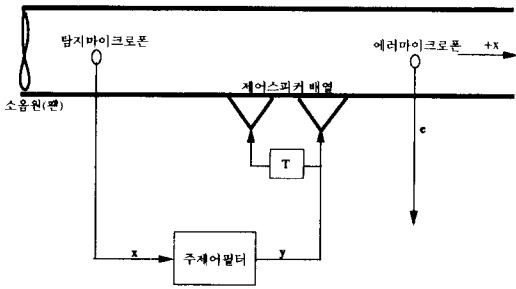 탐지마이크로폰
에러마이크로폰
+x
제어스피커 배열
소음원(팬)
e
T
x
주제어필터
y